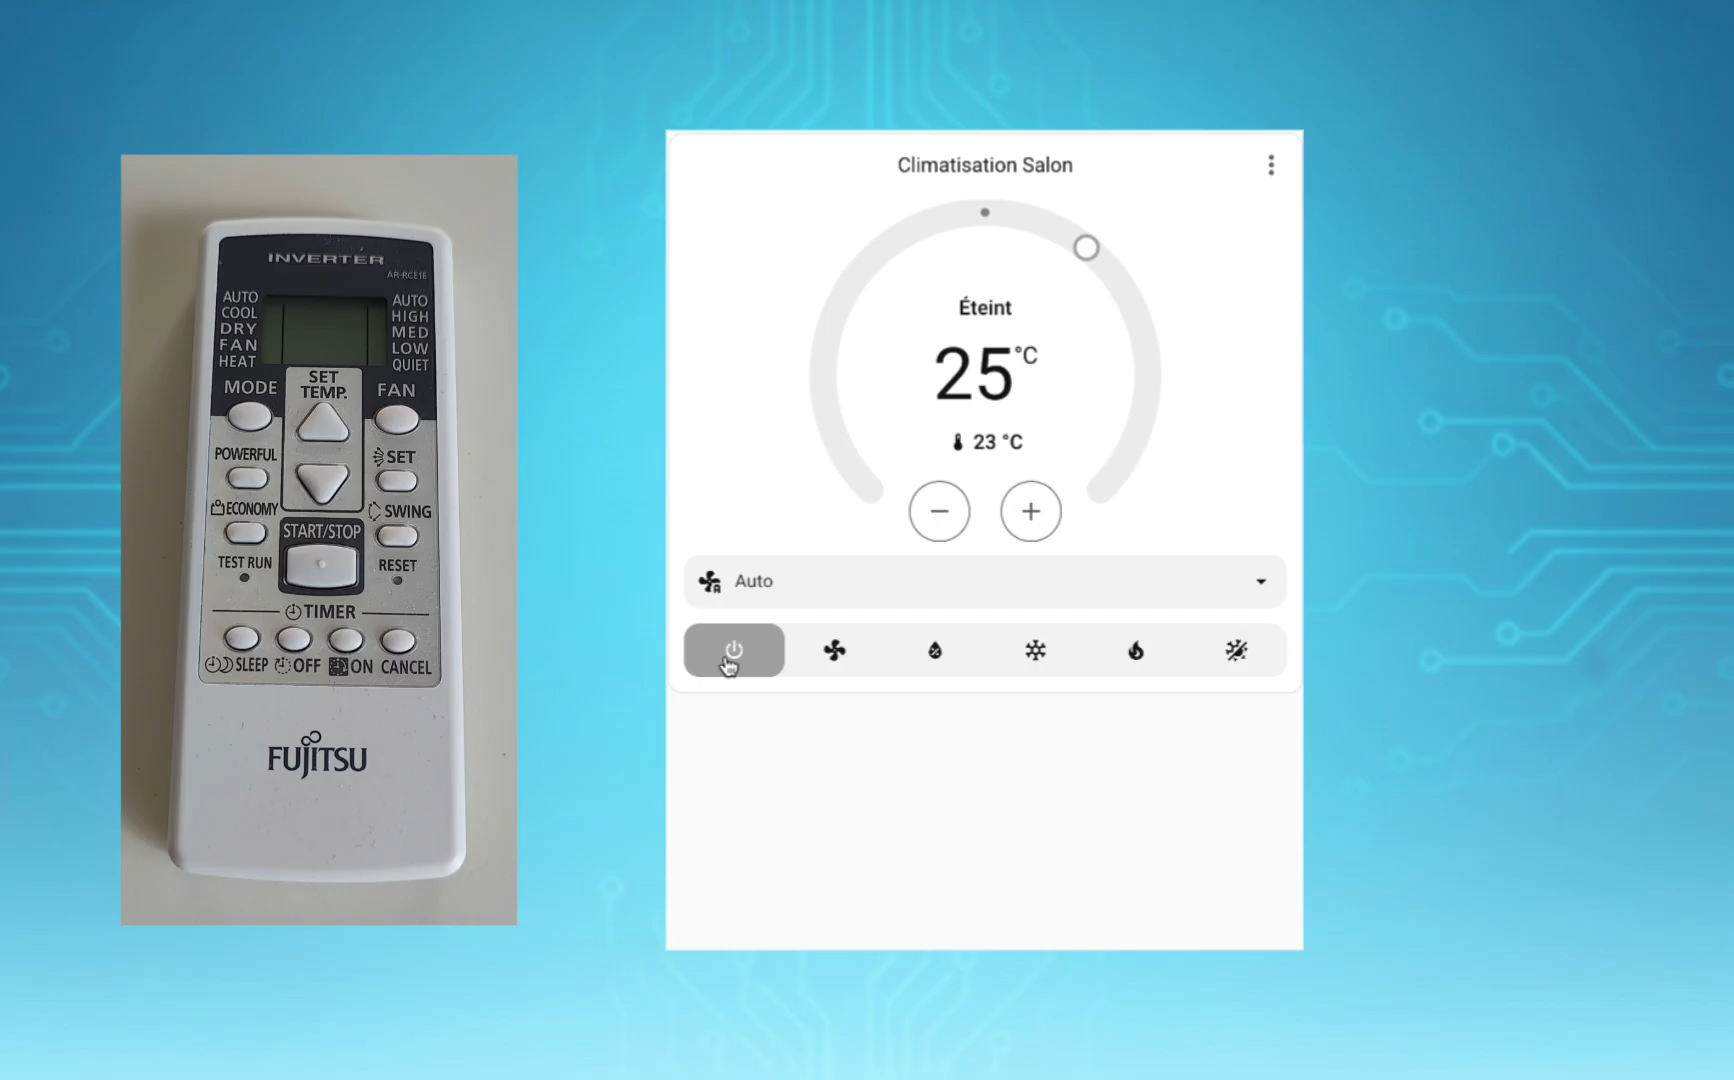 INVERTER
AR-RCE1E
AUTO
COOL
DRY
FAN
HEAT
AUTO
HIGH
MED
LOW
QUIET
MODE
SET
TEMP.
FAN
POWERFUL
SET
ECONOMY
SWING
START/STOP
TEST RUN
RESET
TIMER
SLEEP
OFF
ON
CANCEL
FUJITSU
Climatisation Salon
Éteint
25 °C
23 °C
Auto